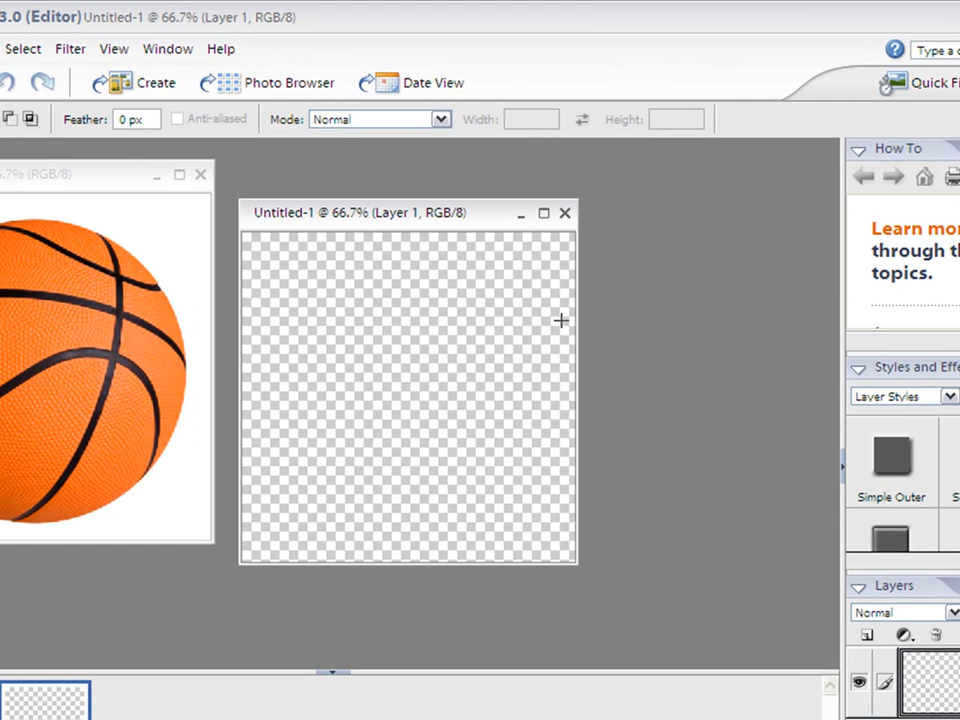 3.0 (Editor) Untitled-1 @ 66.7% (Layer 1, RGB/8)
Select Filter View Window Help
Type a
Create Photo Browser Date View
Quick Fi
Feather: 0 px Anti-aliased Mode: Normal Width: Height:
How To
.7% (RGB/8)
Untitled-1 @ 66.7% (Layer 1, RGB/8)
Learn mor
through th
topics.
Styles and Effe
Layer Styles
Simple Outer
Layers
Normal